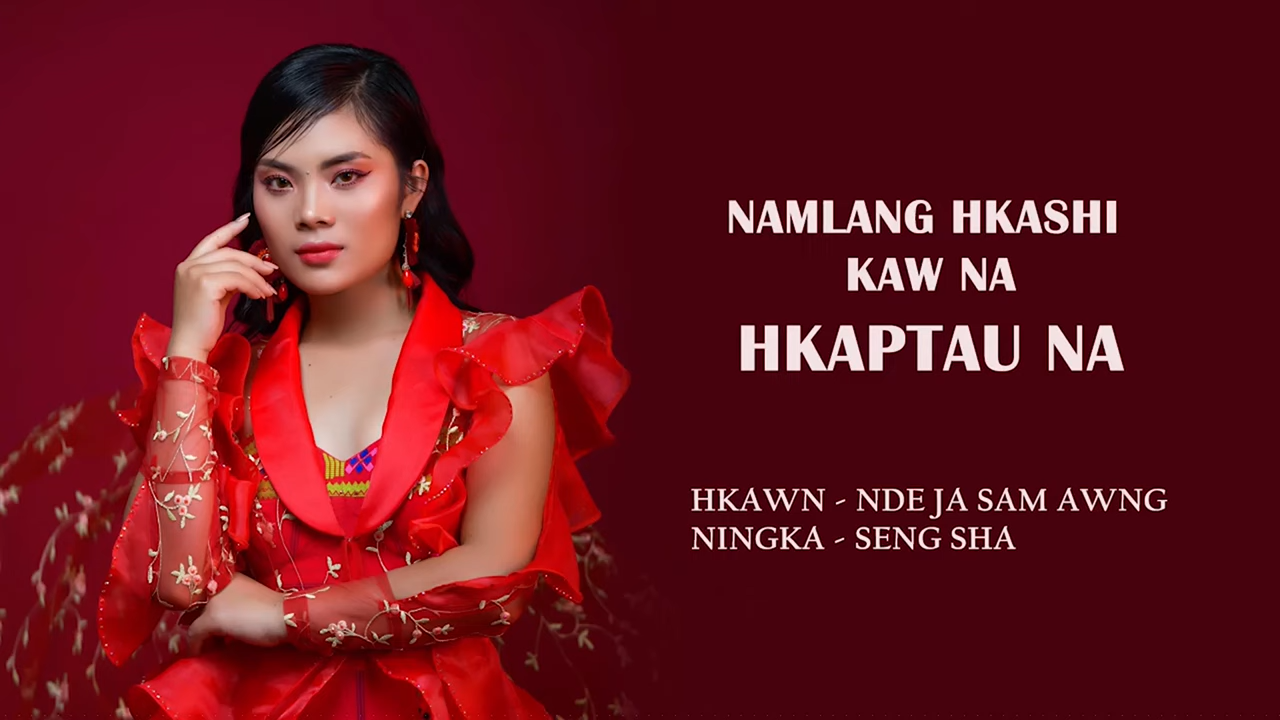 NAMLANG HKASHI
KAW NA
HKAPTAU NA
HKAWN - NDE JA SAM AWNG
NINGKA - SENG SHA